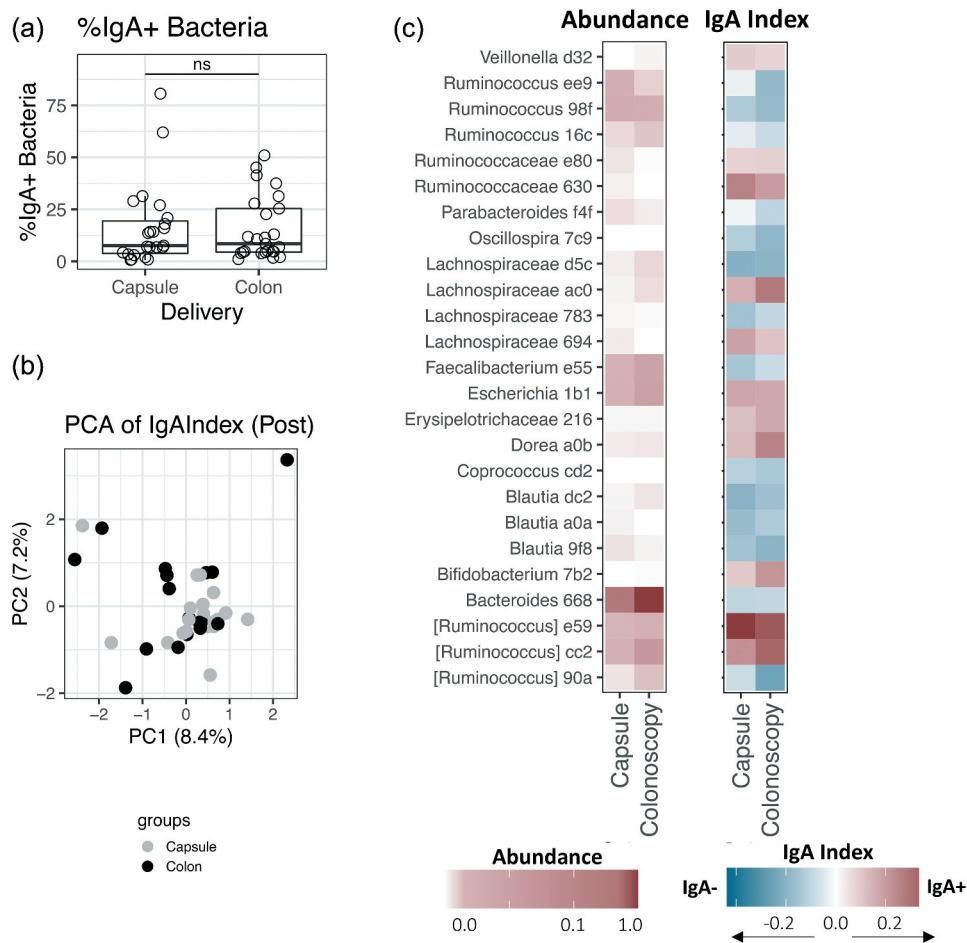 (a)
%IgA+ Bacteria
ns
%IgA+ Bacteria
75
50
25
0
Capsule
Colon
Delivery
(b)
PCA of IgAIndex (Post)
PC2 (7.2%)
2
0
−2
−2
−1
0
1
2
PC1 (8.4%)
groups
Capsule
Colon
(c)
Abundance
IgA Index
Veillonella d32
Ruminococcus ee9
Ruminococcus 98f
Ruminococcus 16c
Ruminococcaceae e80
Ruminococcaceae 630
Parabacteroides f4f
Oscillospira 7c9
Lachnospiraceae d5c
Lachnospiraceae ac0
Lachnospiraceae 783
Lachnospiraceae 694
Faecalibacterium e55
Escherichia 1b1
Erysipelotrichaceae 216
Dorea a0b
Coprococcus cd2
Blautia dc2
Blautia a0a
Blautia 9f8
Bifidobacterium 7b2
Bacteroides 668
[Ruminococcus] e59
[Ruminococcus] cc2
[Ruminococcus] 90a
Capsule
Colonoscopy
Capsule
Colonoscopy
Abundance
0.0
0.1
1.0
IgA Index
IgA-
IgA+
-0.2
0.0
0.2